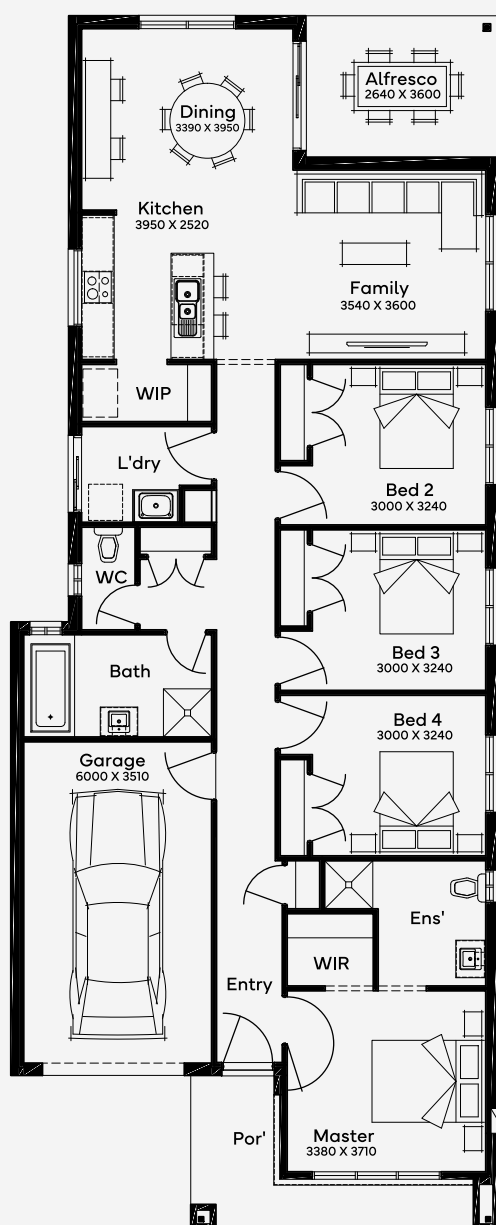 Alfresco
2640 X 3600
Dining
3390 X 3950
Kitchen
3950 X 2520
Family
3540 X 3600
WIP
L'dry
Bed 2
3000 X 3240
WC
Bed 3
3000 X 3240
Bath
Bed 4
3000 X 3240
Garage
6000 X 3510
Ens'
WIR
Entry
Por'
Master
3380 X 3710